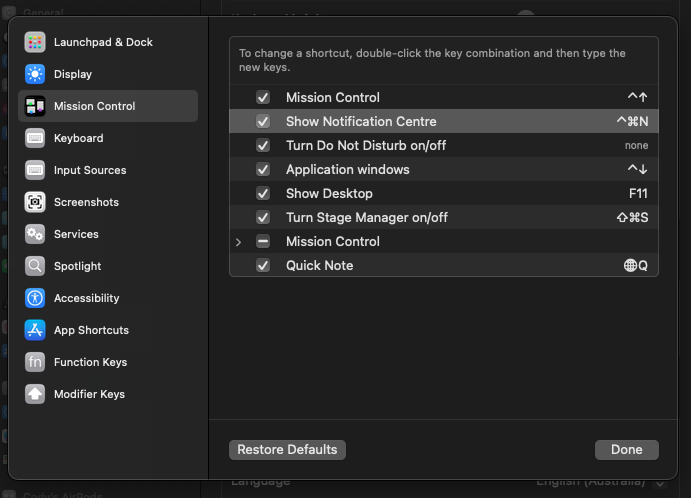 General
Launchpad & Dock
Display
Mission Control
Keyboard
Input Sources
Screenshots
Services
Spotlight
Accessibility
App Shortcuts
Function Keys
Modifier Keys
To change a shortcut, double-click the key combination and then type the
new keys.
Mission Control ^↑
Show Notification Centre ^⌘N
Turn Do Not Disturb on/off none
Application windows ^↓
Show Desktop F11
Turn Stage Manager on/off ⇧⌘S
Mission Control
Quick Note 🌐Q
Restore Defaults Done
Language English (Australia)
Cody's AirPods